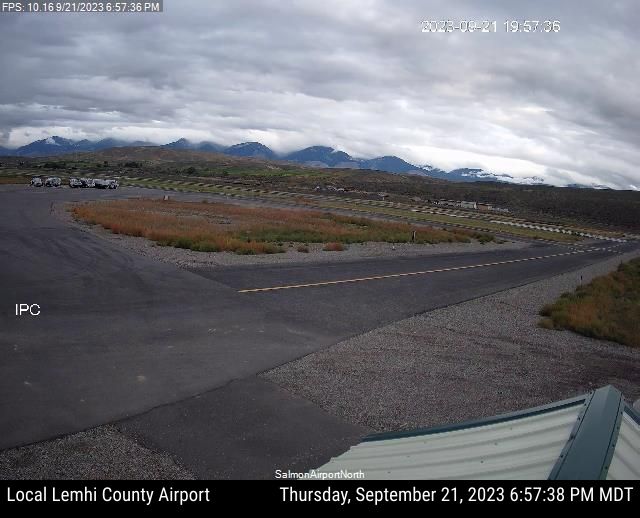 FPS: 10.16 9/21/2023 6:57:36 PM MDT
2023-09-21 19:57:36
IPC
SalmonAirportNorth
Local Lemhi County Airport Thursday, September 21, 2023 6:57:38 PM MDT